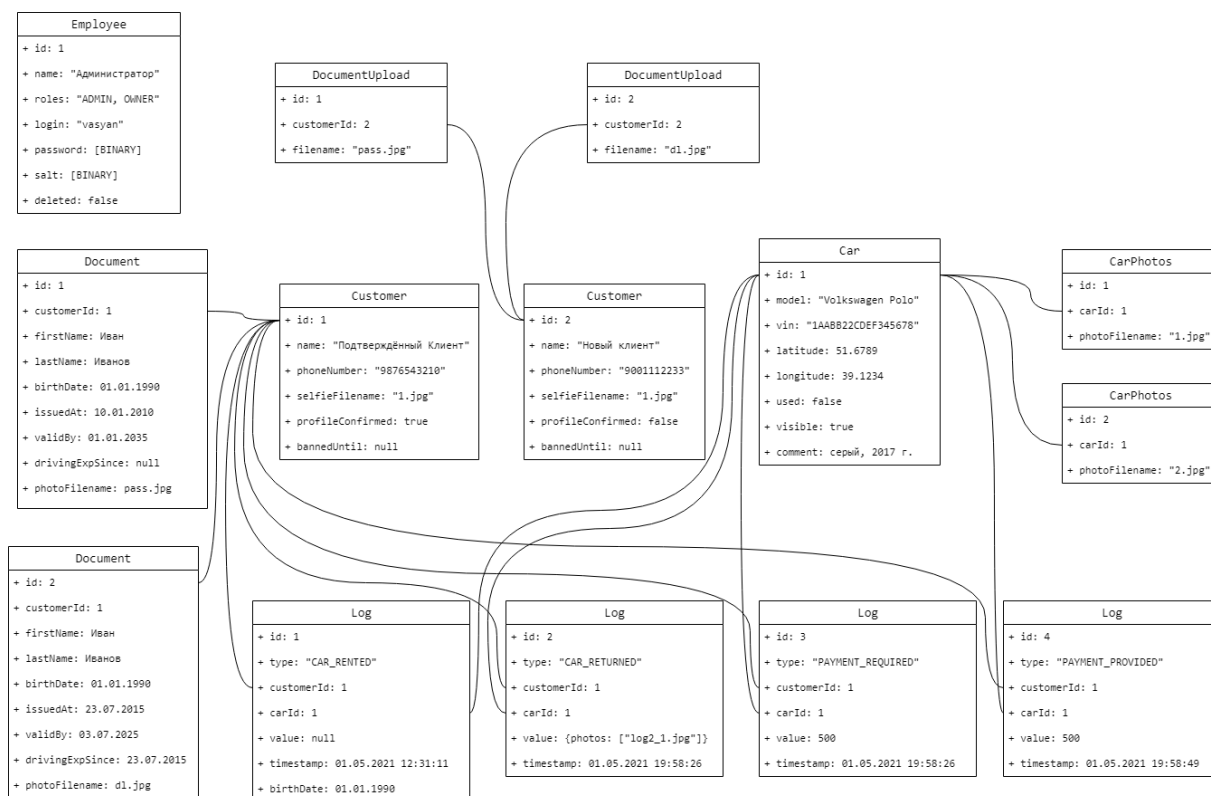 Employee
+ id: 1
+ name: "Администратор"
+ roles: "ADMIN, OWNER"
+ login: "vasyan"
+ password: [BINARY]
+ salt: [BINARY]
+ deleted: false
DocumentUpload
+ id: 1
+ customerId: 2
+ filename: "pass.jpg"
DocumentUpload
+ id: 2
+ customerId: 2
+ filename: "dl.jpg"
Document
+ id: 1
+ customerId: 1
+ firstName: Иван
+ lastName: Иванов
+ birthDate: 01.01.1990
+ issuedAt: 10.01.2010
+ validBy: 01.01.2035
+ drivingExpSince: null
+ photoFilename: pass.jpg
Customer
+ id: 1
+ name: "Подтверждённый Клиент"
+ phoneNumber: "9876543210"
+ selfieFilename: "1.jpg"
+ profileConfirmed: true
+ bannedUntil: null
Customer
+ id: 2
+ name: "Новый клиент"
+ phoneNumber: "9001112233"
+ selfieFilename: "1.jpg"
+ profileConfirmed: false
+ bannedUntil: null
Car
+ id: 1
+ model: "Volkswagen Polo"
+ vin: "1AABB22CDEF345678"
+ latitude: 51.6789
+ longitude: 39.1234
+ used: false
+ visible: true
+ comment: серый, 2017 г.
CarPhotos
+ id: 1
+ carId: 1
+ photoFilename: "1.jpg"
CarPhotos
+ id: 2
+ carId: 1
+ photoFilename: "2.jpg"
Document
+ id: 2
+ customerId: 1
+ firstName: Иван
+ lastName: Иванов
+ birthDate: 01.01.1990
+ issuedAt: 23.07.2015
+ validBy: 03.07.2025
+ drivingExpSince: 23.07.2015
+ photoFilename: dl.jpg
Log
+ id: 1
+ type: "CAR_RENTED"
+ customerId: 1
+ carId: 1
+ value: null
+ timestamp: 01.05.2021 12:31:11
+ birthDate: 01.01.1990
Log
+ id: 2
+ type: "CAR_RETURNED"
+ customerId: 1
+ carId: 1
+ value: {photos: ["log2_1.jpg"]}
+ timestamp: 01.05.2021 19:58:26
Log
+ id: 3
+ type: "PAYMENT_REQUIRED"
+ customerId: 1
+ carId: 1
+ value: 500
+ timestamp: 01.05.2021 19:58:26
Log
+ id: 4
+ type: "PAYMENT_PROVIDED"
+ customerId: 1
+ carId: 1
+ value: 500
+ timestamp: 01.05.2021 19:58:49